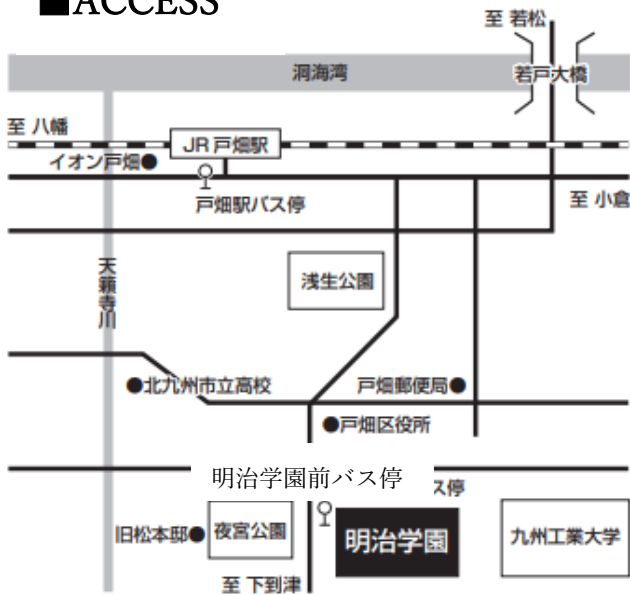 ■ACCESS
至 若松
洞海湾
若戸大橋
至 八幡
JR 戸畑駅
イオン戸畑●
戸畑駅バス停
至 小倉
天籟寺川
浅生公園
●北九州市立高校
戸畑郵便局●
●戸畑区役所
明治学園前バス停
ス停
旧松本邸●
夜宮公園
明治学園
九州工業大学
至 下到津